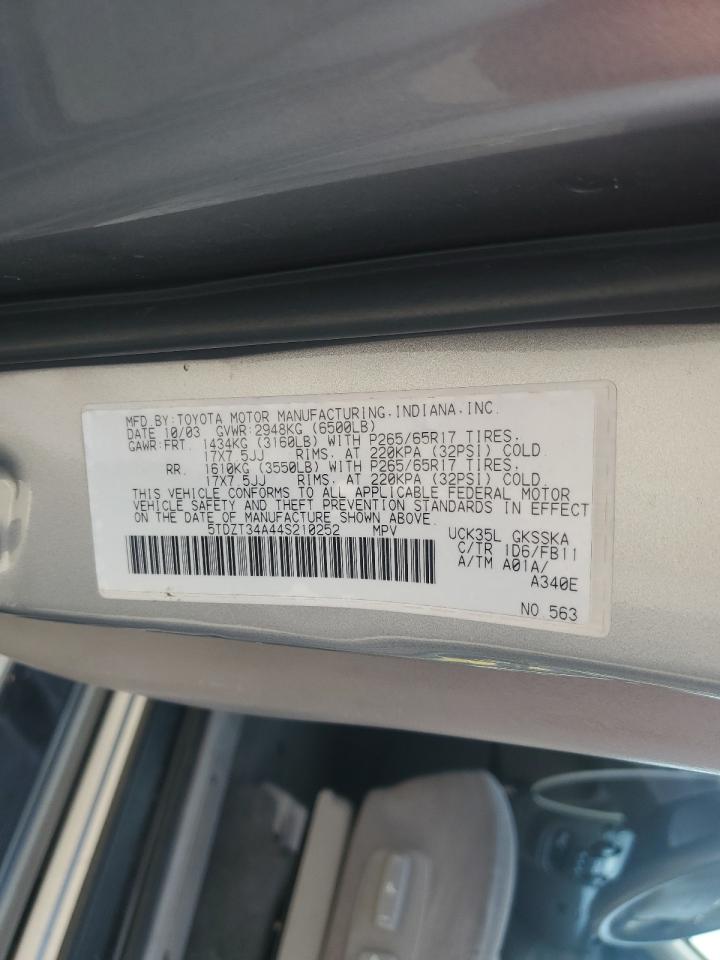 MFD.BY:TOYOTA MOTOR MANUFACTURING.INDIANA.INC.
DATE 10/03 GVWR:2948KG (6500LB)
GAWR:FRT. 1434KG (3160LB) WITH P265/65R17 TIRES.
17X7.5JJ RIMS. AT 220KPA (32PSI) COLD.
RR. 1610KG (3550LB) WITH P265/65R17 TIRES.
17X7.5JJ RIMS. AT 220KPA (32PSI) COLD.
THIS VEHICLE CONFORMS TO ALL APPLICABLE FEDERAL MOTOR
VEHICLE SAFETY AND THEFT PREVENTION STANDARDS IN EFFECT
ON THE DATE OF MANUFACTURE SHOWN ABOVE.
5TDZT34A44S210252 MPV UCK35L GKSSKA
C/TR 1D6/FB11
A/TM A01A/
A340E
NO 563